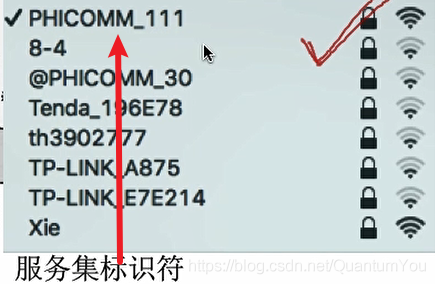 PHICOMM_111
8-4
@PHICOMM_30
Tenda_196E78
th3902777
TP-LINK_A875
TP-LINK_E7E214
Xie
服务集标识符
https://blog.csdn.net/QuantumYou